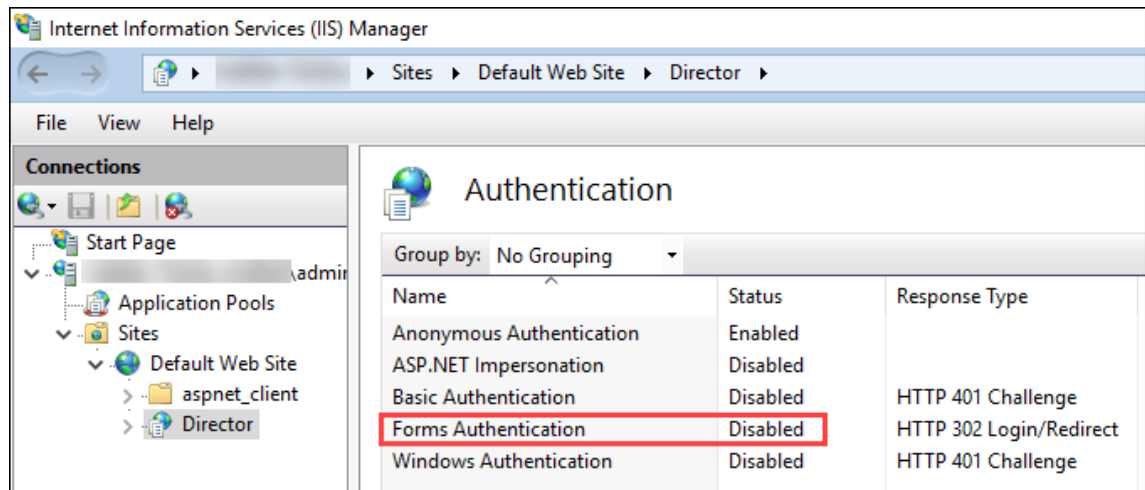 Internet Information Services (IIS) Manager
Sites Default Web Site Director
File View Help
Connections
Start Page
\admin
Application Pools
Sites
Default Web Site
aspnet_client
Director
Authentication
Group by: No Grouping
Name Status Response Type
Anonymous Authentication Enabled
ASP.NET Impersonation Disabled
Basic Authentication Disabled HTTP 401 Challenge
Forms Authentication Disabled HTTP 302 Login/Redirect
Windows Authentication Disabled HTTP 401 Challenge